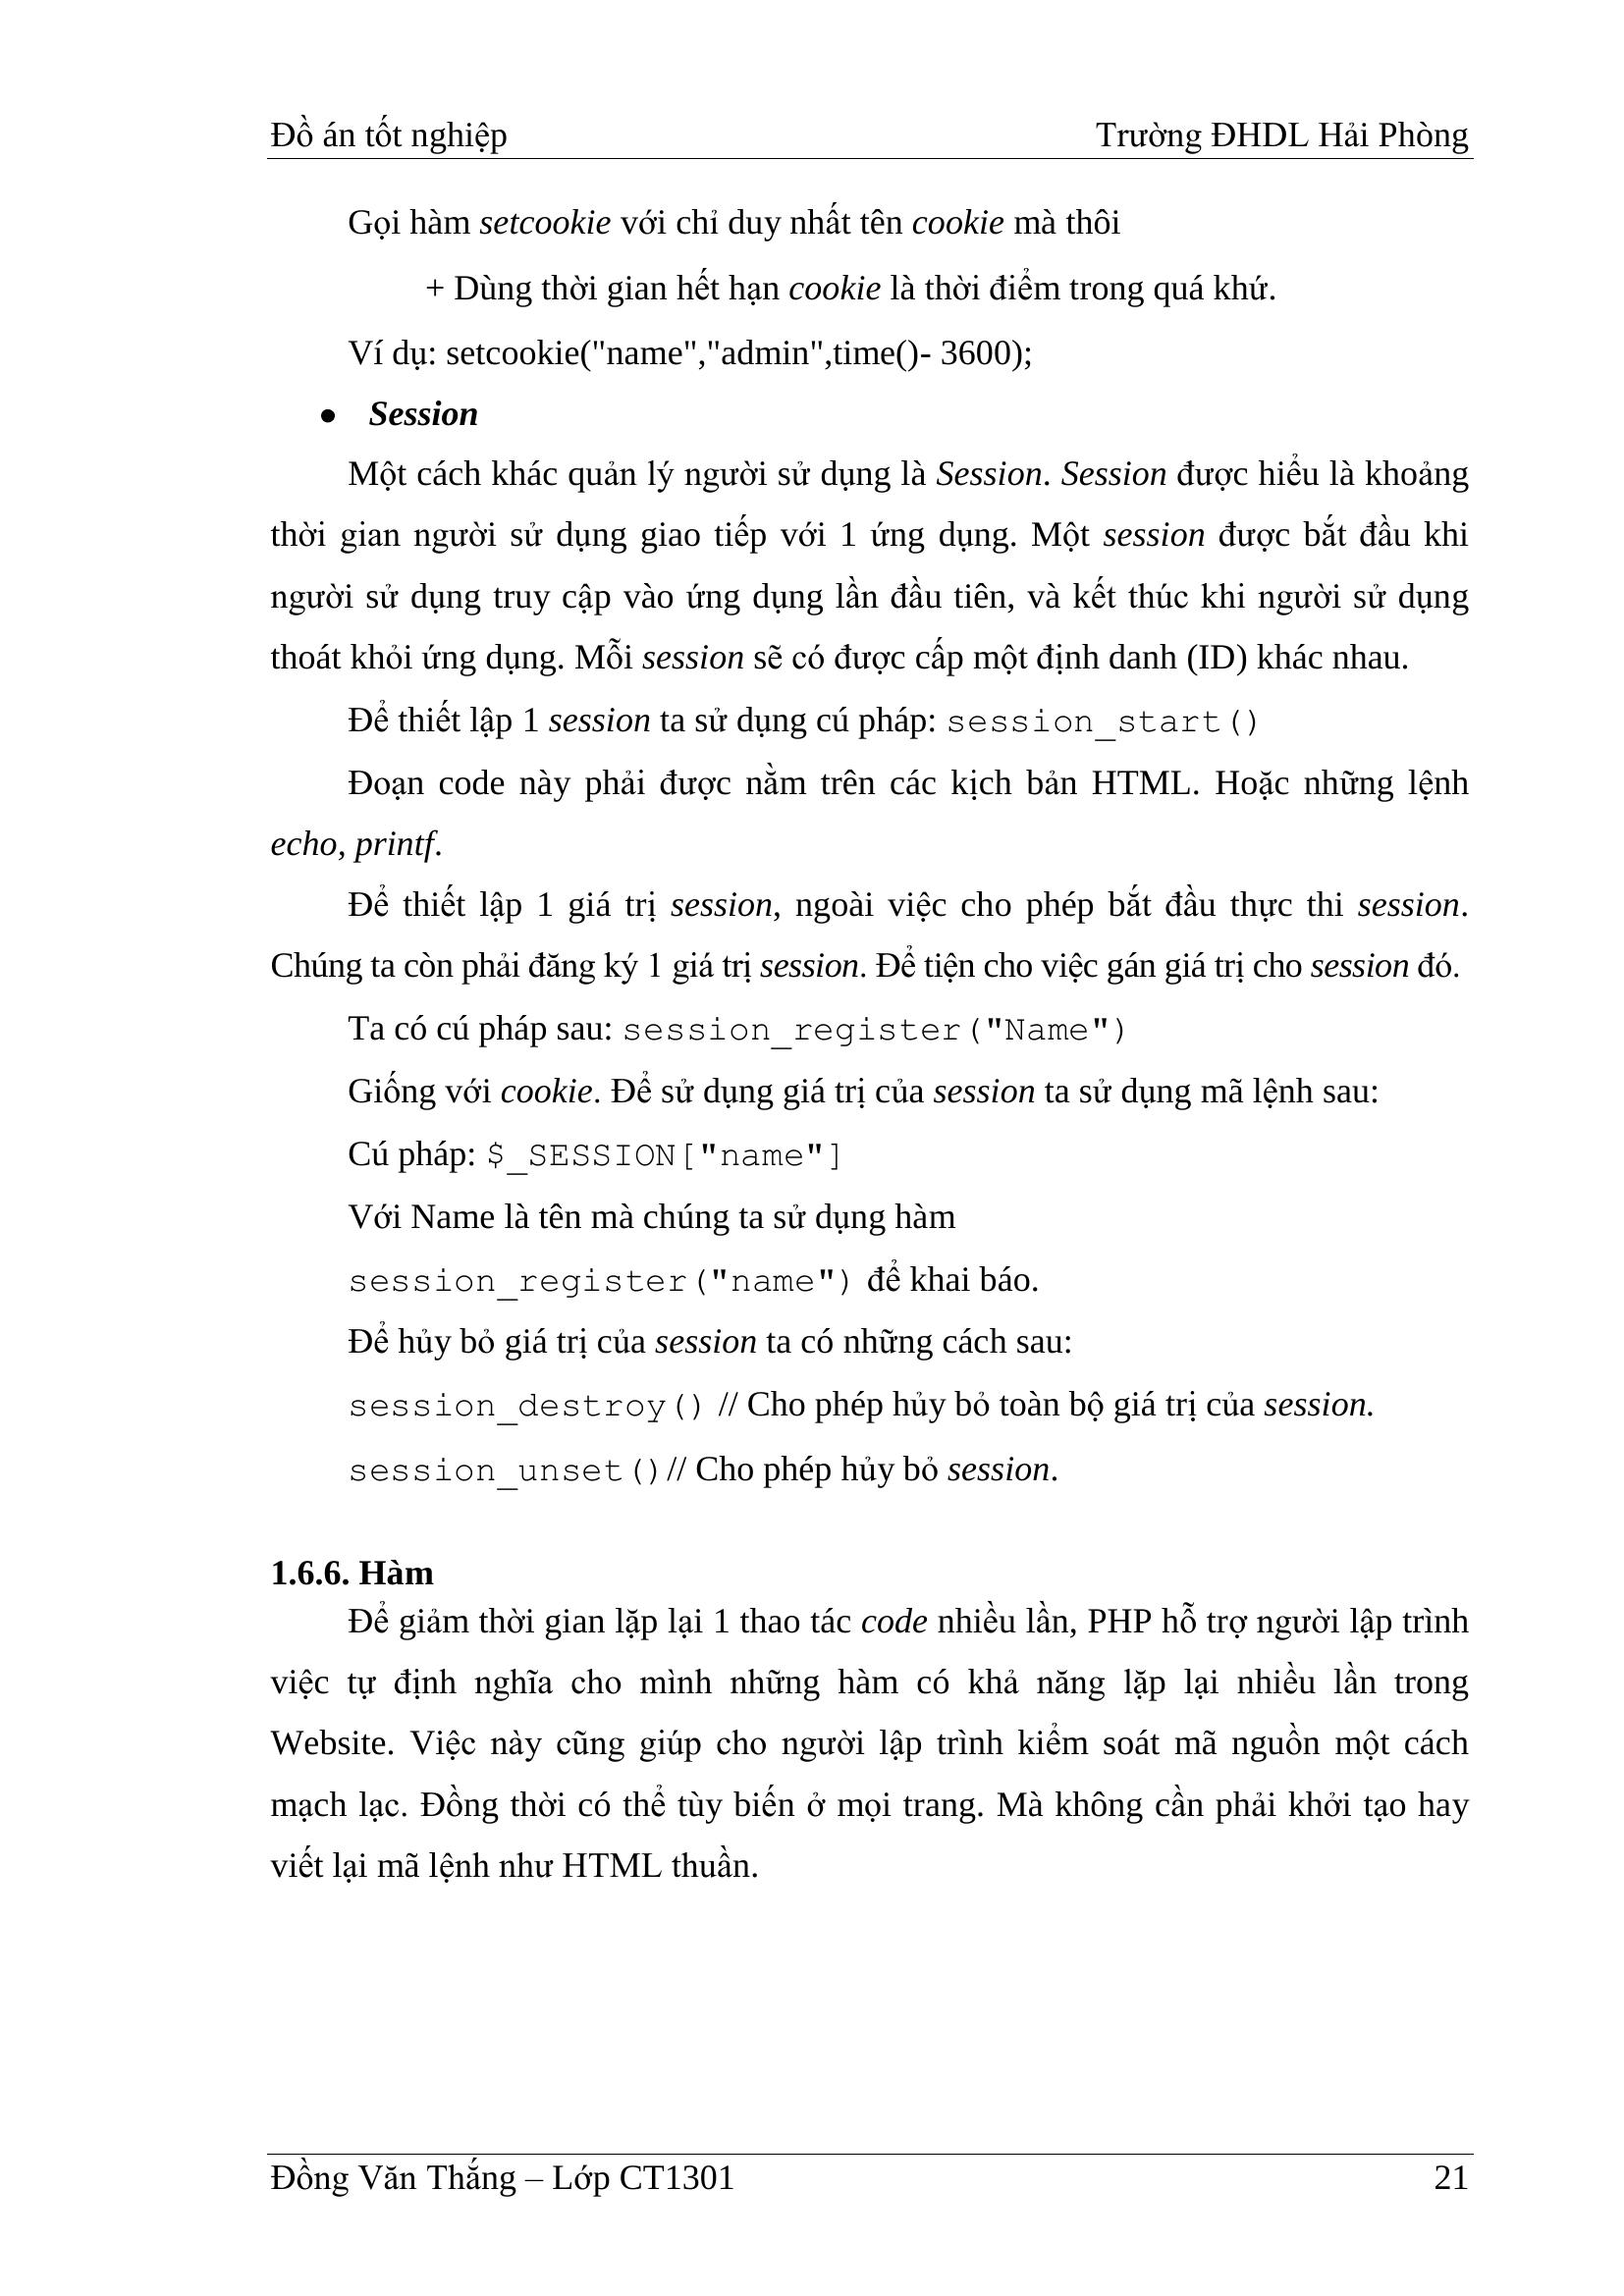 Đồ án tốt nghiệp Trường ĐHDL Hải Phòng
Gọi hàm setcookie với chỉ duy nhất tên cookie mà thôi
+ Dùng thời gian hết hạn cookie là thời điểm trong quá khứ.
Ví dụ: setcookie("name","admin",time()- 3600);
● Session
Một cách khác quản lý người sử dụng là Session. Session được hiểu là khoảng
thời gian người sử dụng giao tiếp với 1 ứng dụng. Một session được bắt đầu khi
người sử dụng truy cập vào ứng dụng lần đầu tiên, và kết thúc khi người sử dụng
thoát khỏi ứng dụng. Mỗi session sẽ có được cấp một định danh (ID) khác nhau.
Để thiết lập 1 session ta sử dụng cú pháp: session_start()
Đoạn code này phải được nằm trên các kịch bản HTML. Hoặc những lệnh
echo, printf.
Để thiết lập 1 giá trị session, ngoài việc cho phép bắt đầu thực thi session.
Chúng ta còn phải đăng ký 1 giá trị session. Để tiện cho việc gán giá trị cho session đó.
Ta có cú pháp sau: session_register("Name")
Giống với cookie. Để sử dụng giá trị của session ta sử dụng mã lệnh sau:
Cú pháp: $_SESSION["name"]
Với Name là tên mà chúng ta sử dụng hàm
session_register("name") để khai báo.
Để hủy bỏ giá trị của session ta có những cách sau:
session_destroy() // Cho phép hủy bỏ toàn bộ giá trị của session.
session_unset()// Cho phép hủy bỏ session.
1.6.6. Hàm
Để giảm thời gian lặp lại 1 thao tác code nhiều lần, PHP hỗ trợ người lập trình
việc tự định nghĩa cho mình những hàm có khả năng lặp lại nhiều lần trong
Website. Việc này cũng giúp cho người lập trình kiểm soát mã nguồn một cách
mạch lạc. Đồng thời có thể tùy biến ở mọi trang. Mà không cần phải khởi tạo hay
viết lại mã lệnh như HTML thuần.
Đồng Văn Thắng – Lớp CT1301 21